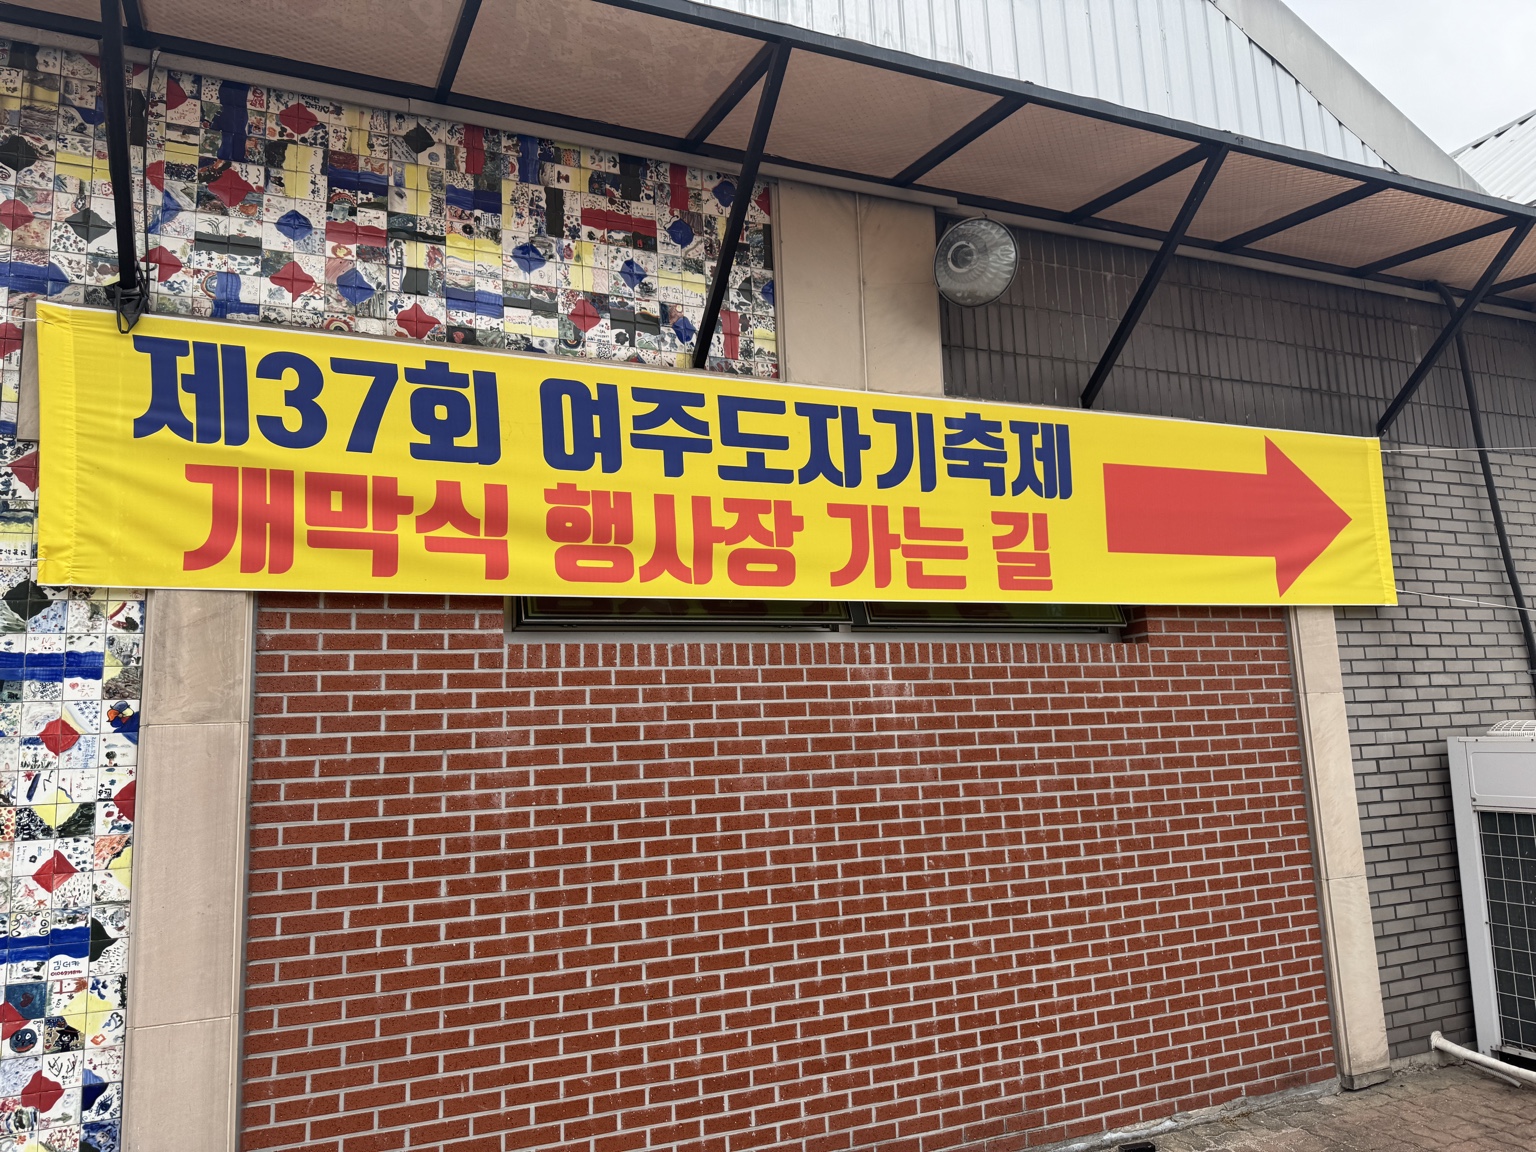 제37회 여주도자기축제
개막식 행사장 가는 길